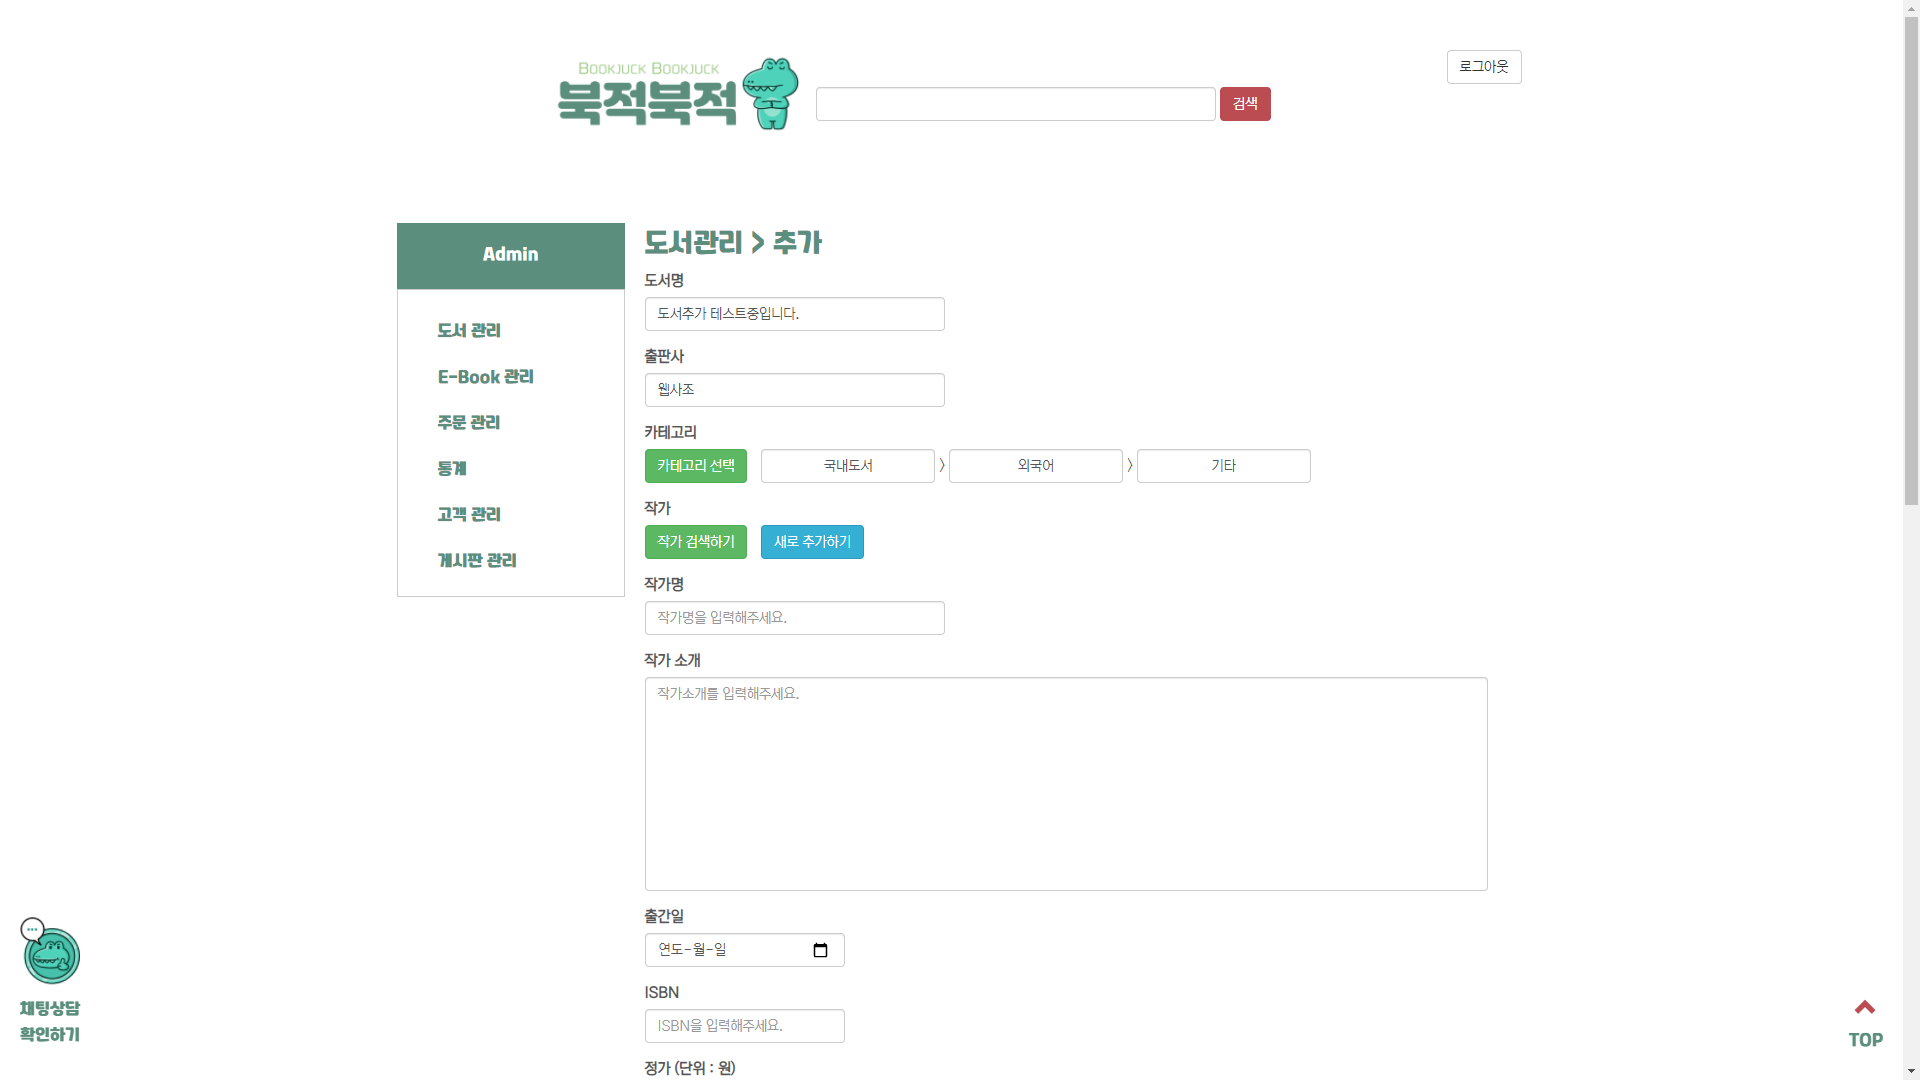 BOOKJUCK BOOKJUCK
북적북적
로그아웃
검색
Admin
도서 관리
E-Book 관리
주문 관리
통계
고객 관리
게시판 관리
도서관리 > 추가
도서명
도서추가 테스트중입니다.
출판사
웹사조
카테고리
카테고리 선택 국내도서 > 외국어 > 기타
작가
작가 검색하기 새로 추가하기
작가명
작가명을 입력해주세요.
작가 소개
작가소개를 입력해주세요.
출간일
연도-월-일
ISBN
ISBN을 입력해주세요.
정가 (단위 : 원)
채팅상담
확인하기
TOP